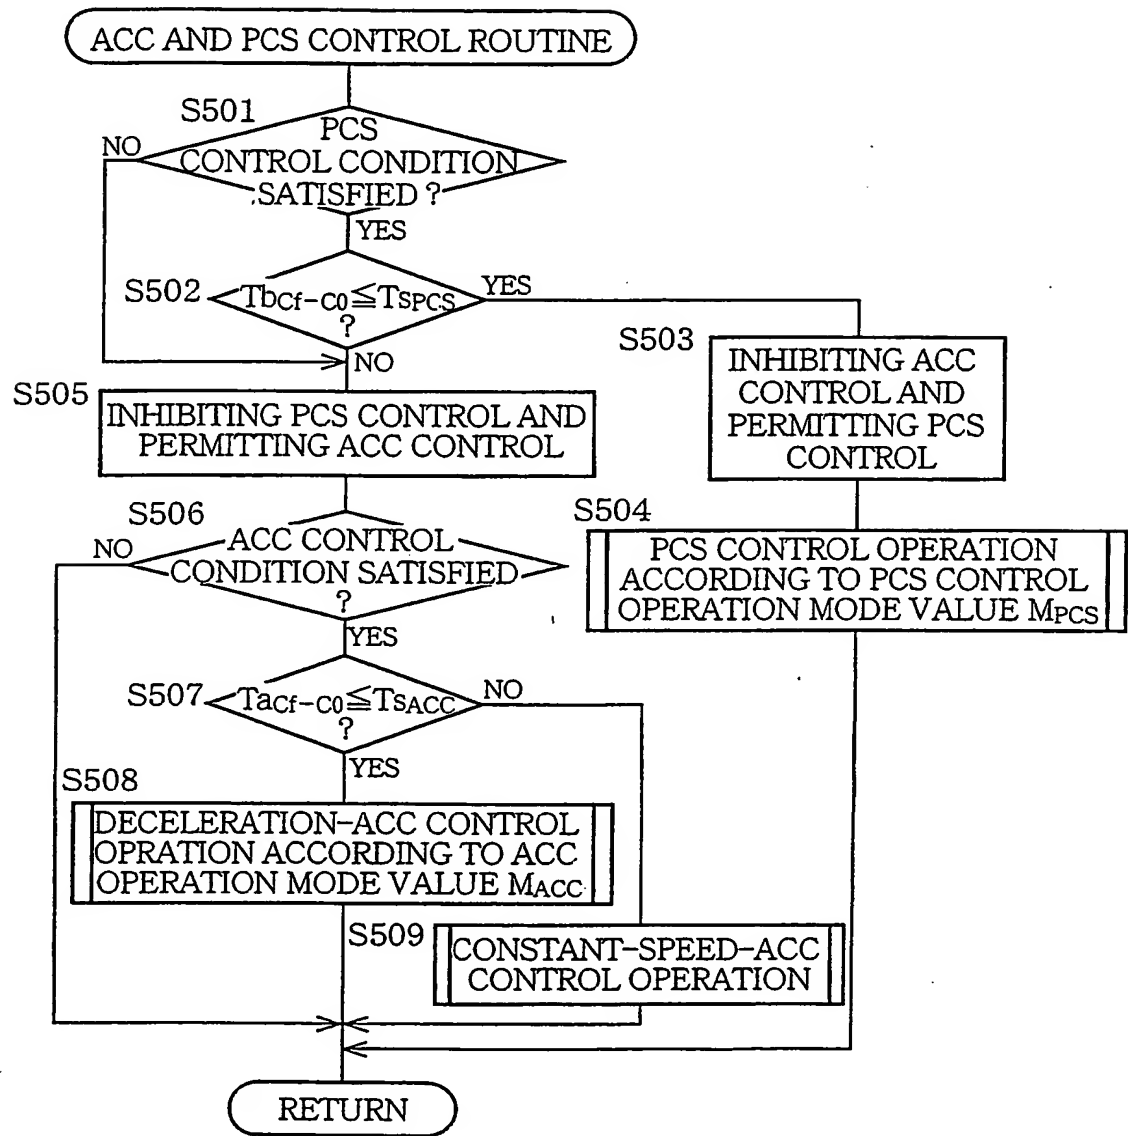 ACC AND PCS CONTROL ROUTINE
S501
PCS
CONTROL CONDITION
SATISFIED ?
NO
YES
S502
TbCf-C0≦TsPCS
?
YES
NO
S503
INHIBITING ACC
CONTROL AND
PERMITTING PCS
CONTROL
S505
INHIBITING PCS CONTROL AND
PERMITTING ACC CONTROL
S504
PCS CONTROL OPERATION
ACCORDING TO PCS CONTROL
OPERATION MODE VALUE MPCS
S506
ACC CONTROL
CONDITION SATISFIED
?
NO
YES
S507
TaCf-C0≦TsACC
?
NO
YES
S508
DECELERATION-ACC CONTROL
OPRATION ACCORDING TO ACC
OPERATION MODE VALUE MACC
S509
CONSTANT-SPEED-ACC
CONTROL OPERATION
RETURN